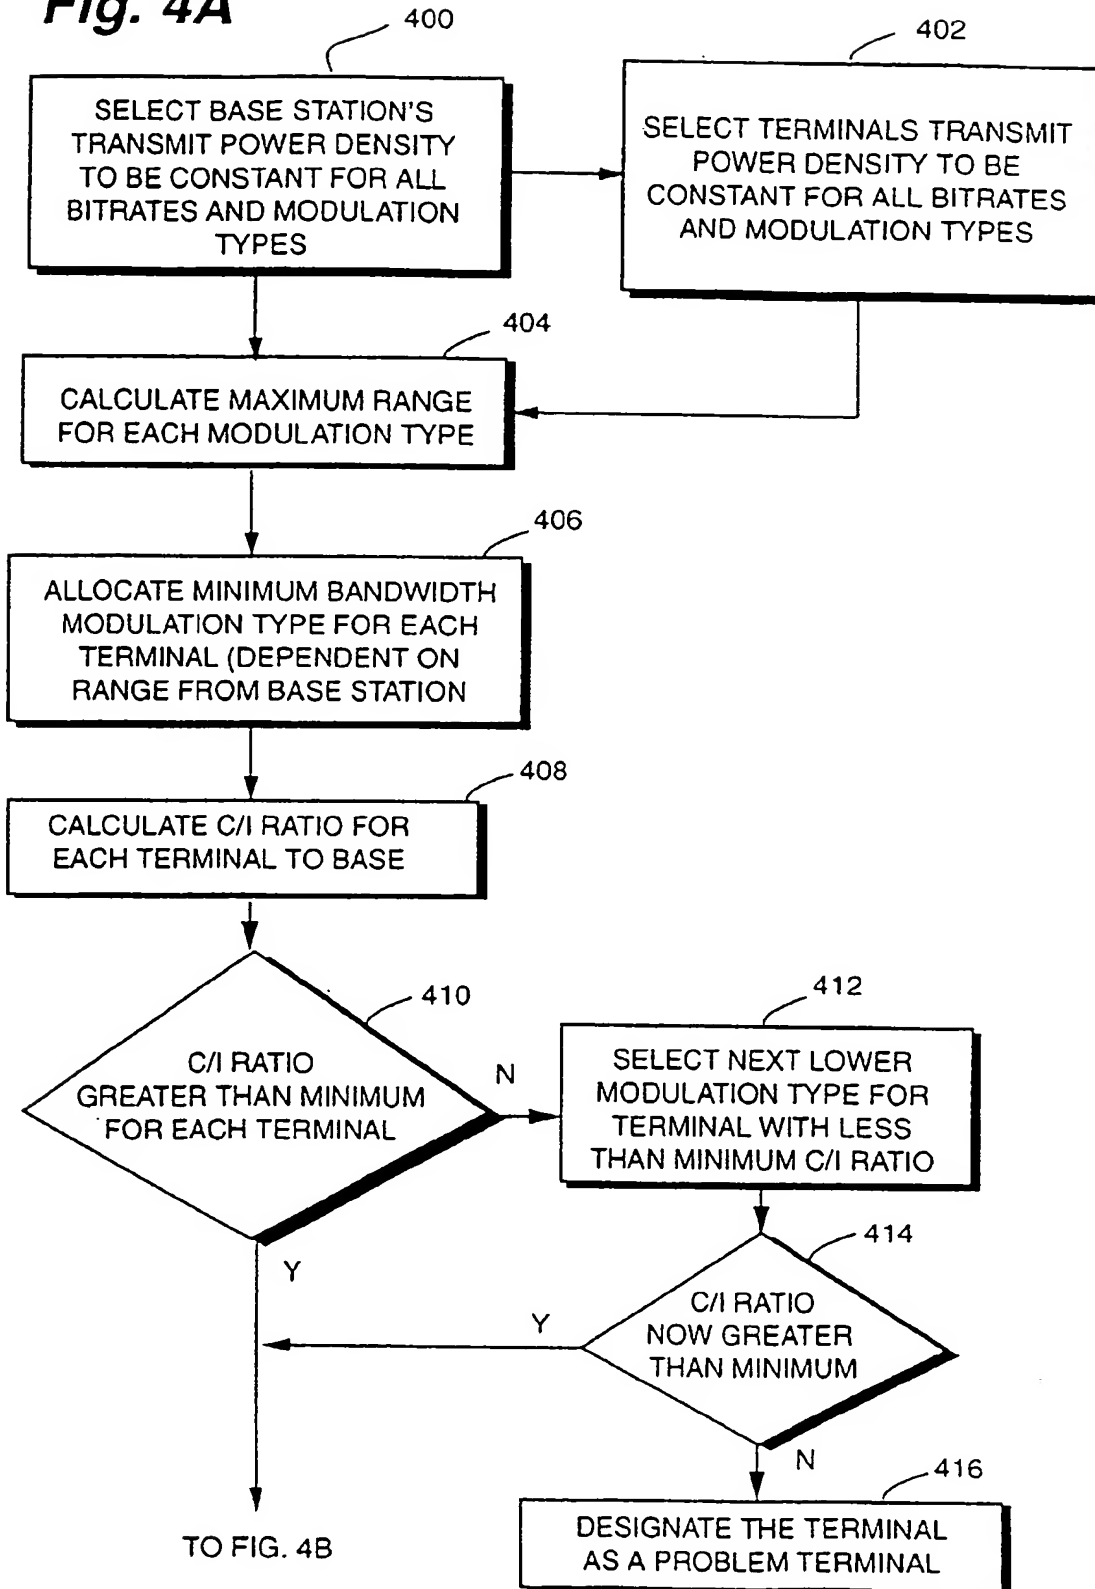 Fig. 4A
400
402
SELECT BASE STATION'S
TRANSMIT POWER DENSITY
TO BE CONSTANT FOR ALL
BITRATES AND MODULATION
TYPES
SELECT TERMINALS TRANSMIT
POWER DENSITY TO BE
CONSTANT FOR ALL BITRATES
AND MODULATION TYPES
404
CALCULATE MAXIMUM RANGE
FOR EACH MODULATION TYPE
406
ALLOCATE MINIMUM BANDWIDTH
MODULATION TYPE FOR EACH
TERMINAL (DEPENDENT ON
RANGE FROM BASE STATION
408
CALCULATE C/I RATIO FOR
EACH TERMINAL TO BASE
410
C/I RATIO
GREATER THAN MINIMUM
FOR EACH TERMINAL
N
412
SELECT NEXT LOWER
MODULATION TYPE FOR
TERMINAL WITH LESS
THAN MINIMUM C/I RATIO
Y
414
C/I RATIO
NOW GREATER
THAN MINIMUM
Y
N
416
DESIGNATE THE TERMINAL
AS A PROBLEM TERMINAL
TO FIG. 4B